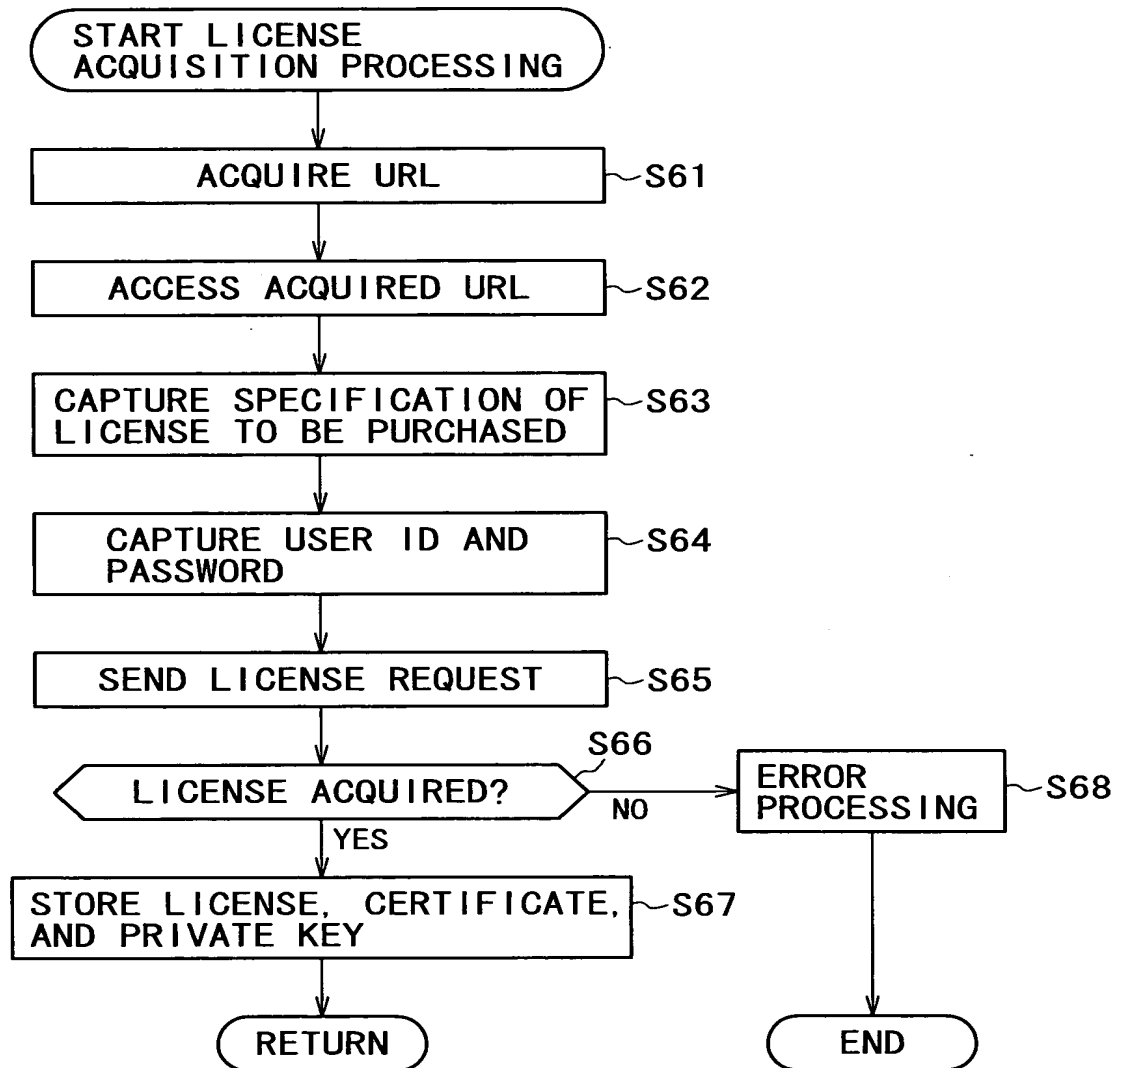 START LICENSE
ACQUISITION PROCESSING
ACQUIRE URL
S61
ACCESS ACQUIRED URL
S62
CAPTURE SPECIFICATION OF
LICENSE TO BE PURCHASED
S63
CAPTURE USER ID AND
PASSWORD
S64
SEND LICENSE REQUEST
S65
LICENSE ACQUIRED?
S66
NO
ERROR
PROCESSING
S68
YES
STORE LICENSE, CERTIFICATE,
AND PRIVATE KEY
S67
RETURN
END